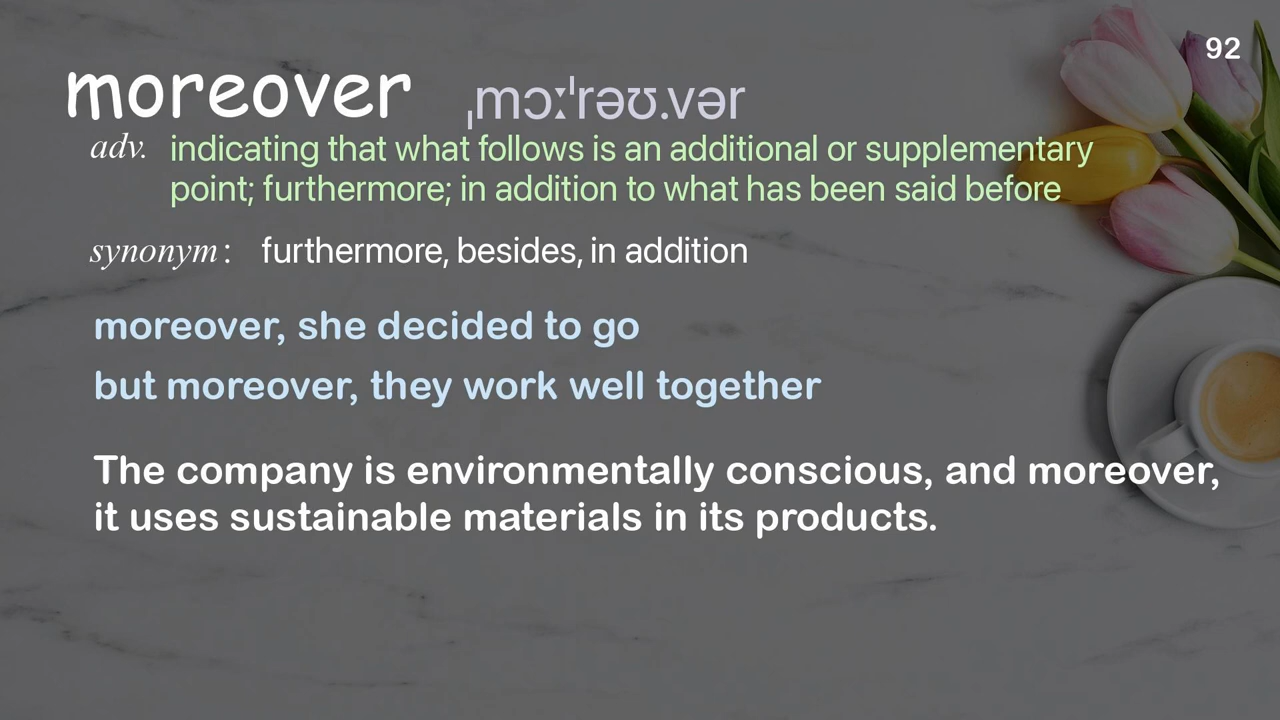 92
moreover ˌmɔːˈrəʊ.vər
adv. indicating that what follows is an additional or supplementary
point; furthermore; in addition to what has been said before
synonym: furthermore, besides, in addition
moreover, she decided to go
but moreover, they work well together
The company is environmentally conscious, and moreover,
it uses sustainable materials in its products.